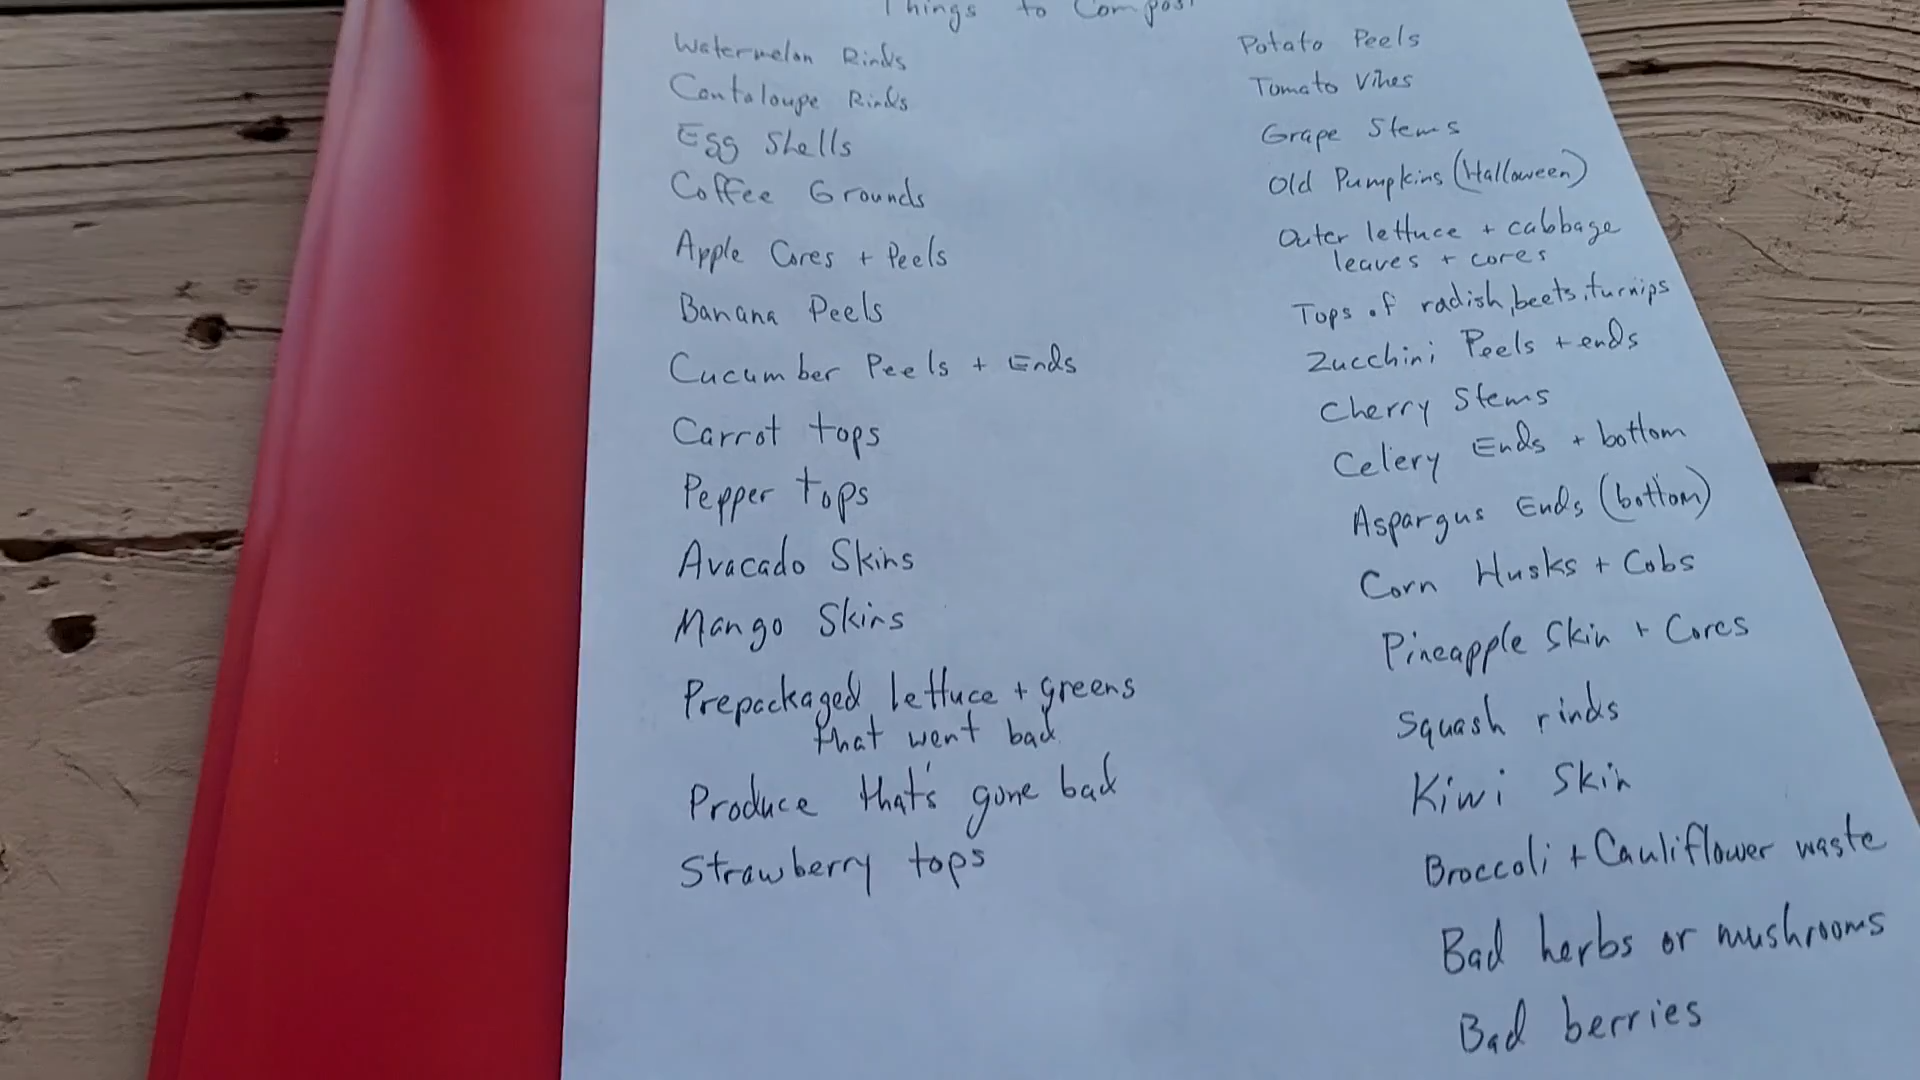 Things to Compost
Watermelon Rinds
Cantaloupe Rinds
Egg Shells
Coffee Grounds
Apple Cores + Peels
Banana Peels
Cucumber Peels + Ends
Carrot tops
Pepper tops
Avacado Skins
Mango Skins
Prepackaged lettuce + greens
that went bad
Produce that's gone bad
Strawberry tops
Potato Peels
Tomato Vines
Grape Stems
Old Pumpkins (Halloween)
Outer lettuce + cabbage
leaves + cores
Tops of radish, beets, turnips
Zucchini Peels + ends
Cherry Stems
Celery Ends + bottom
Aspargus Ends (bottom)
Corn Husks + Cobs
Pineapple Skin + Cores
Squash rinds
Kiwi Skin
Broccoli + Cauliflower waste
Bad herbs or mushrooms
Bad berries